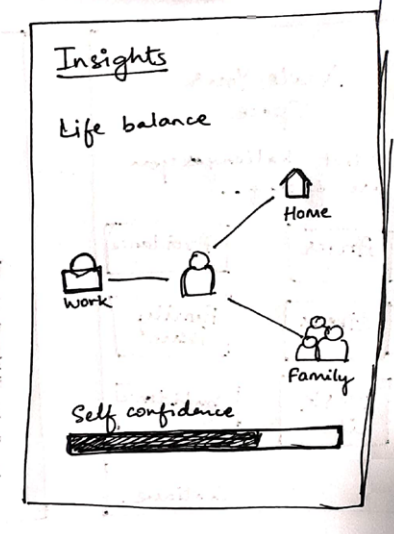 Insights
Life balance
Home
Work
Family
Self confidence